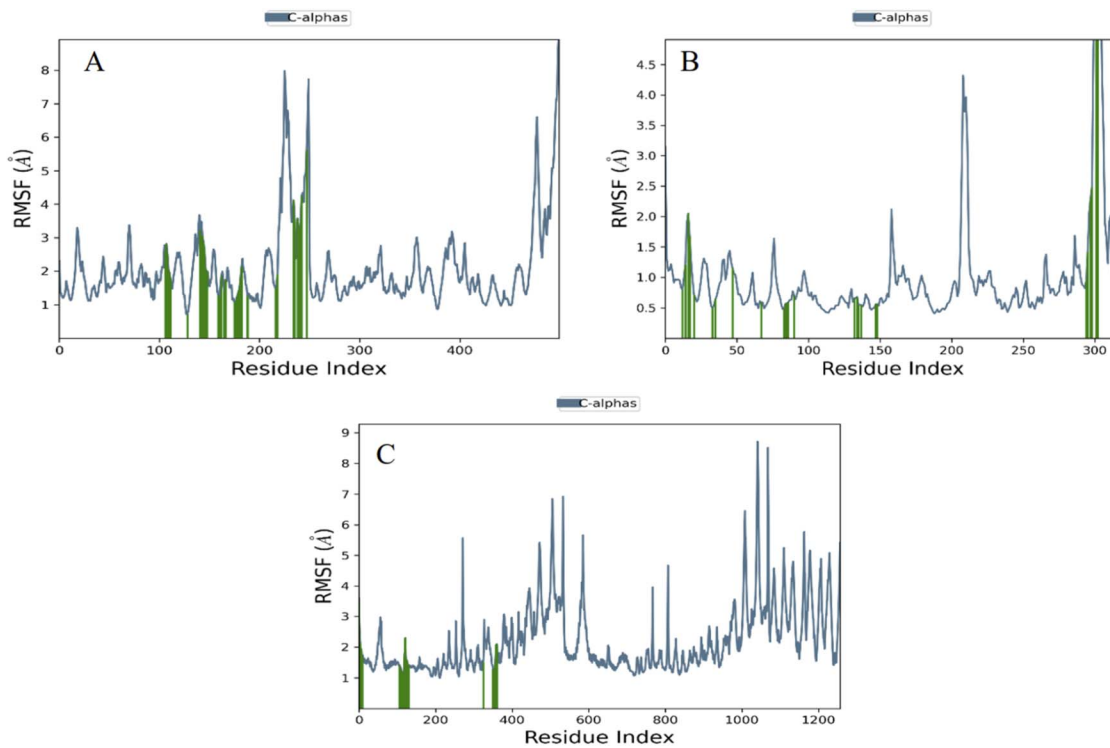 C-alphas
A
RMSF (Å)
8
7
6
5
4
3
2
1
0 100 200 300 400
Residue Index
C-alphas
B
RMSF (Å)
4.5
4.0
3.5
3.0
2.5
2.0
1.5
1.0
0.5
0 50 100 150 200 250 300
Residue Index
C-alphas
C
RMSF (Å)
9
8
7
6
5
4
3
2
1
0 200 400 600 800 1000 1200
Residue Index